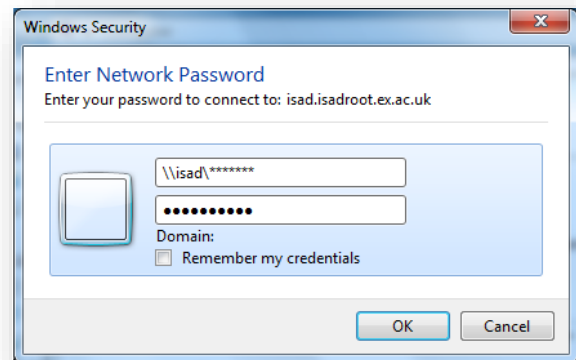 Windows Security
Enter Network Password
Enter your password to connect to: isad.isadroot.ex.ac.uk
\\isad\*******
●●●●●●●●●●
Domain:
Remember my credentials
OK Cancel